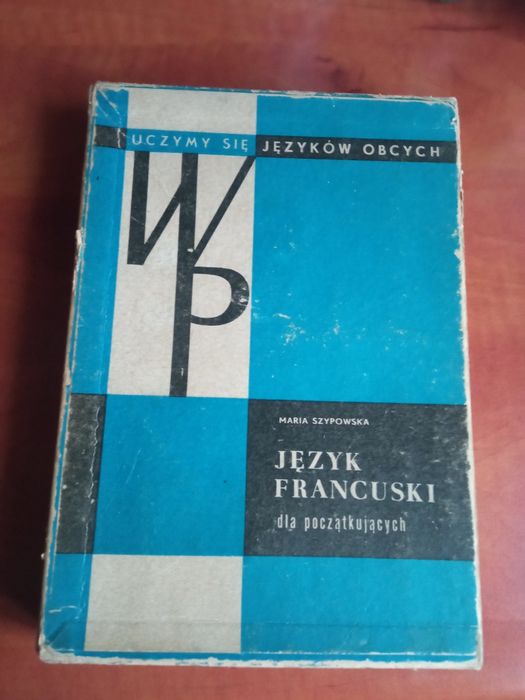 UCZYMY SIĘ JĘZYKÓW OBCYCH
WP
MARIA SZYPOWSKA
JĘZYK
FRANCUSKI
dla początkujących